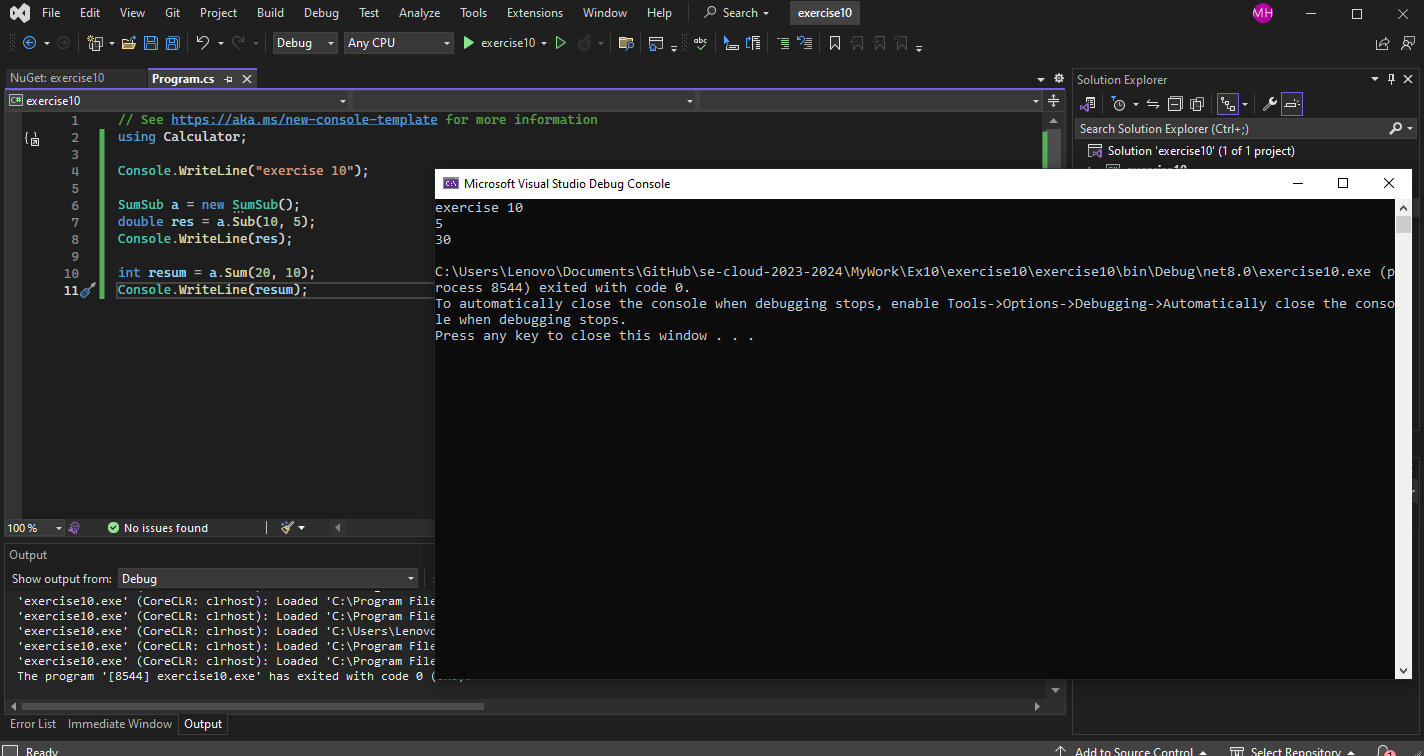 File Edit View Git Project Build Debug Test Analyze Tools Extensions Window Help Search exercise10 MH
Debug Any CPU exercise10
NuGet: exercise10 Program.cs
exercise10
1 // See https://aka.ms/new-console-template for more information
2 using Calculator;
3
4 Console.WriteLine("exercise 10");
5
6 SumSub a = new SumSub();
7 double res = a.Sub(10, 5);
8 Console.WriteLine(res);
9
10 int resum = a.Sum(20, 10);
11 Console.WriteLine(resum);
100 % No issues found
Output
Show output from: Debug
'exercise10.exe' (CoreCLR: clrhost): Loaded 'C:\Program File
'exercise10.exe' (CoreCLR: clrhost): Loaded 'C:\Program File
'exercise10.exe' (CoreCLR: clrhost): Loaded 'C:\Users\Lenovo
'exercise10.exe' (CoreCLR: clrhost): Loaded 'C:\Program File
'exercise10.exe' (CoreCLR: clrhost): Loaded 'C:\Program File
The program '[8544] exercise10.exe' has exited with code 0
Error List Immediate Window Output
Ready Add to Source Control Select Repository 1
Solution Explorer
Search Solution Explorer (Ctrl+;)
Solution 'exercise10' (1 of 1 project)
Microsoft Visual Studio Debug Console
exercise 10
5
30
C:\Users\Lenovo\Documents\GitHub\se-cloud-2023-2024\MyWork\Ex10\exercise10\exercise10\bin\Debug\net8.0\exercise10.exe (p
rocess 8544) exited with code 0.
To automatically close the console when debugging stops, enable Tools->Options->Debugging->Automatically close the conso
le when debugging stops.
Press any key to close this window . . .